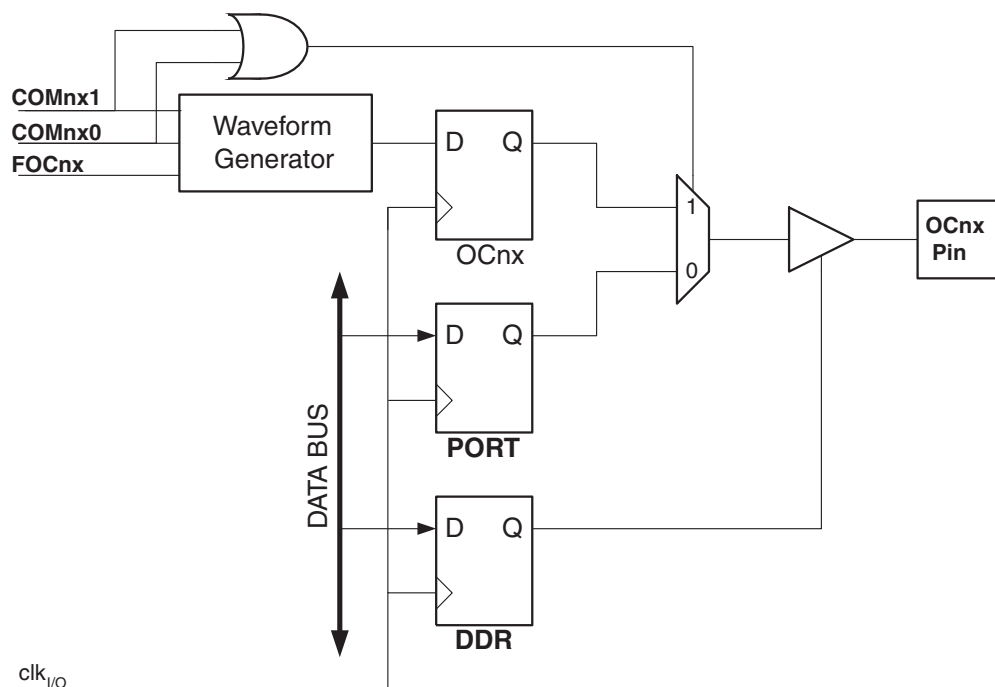 COMnx1
COMnx0
FOCnx
Waveform
Generator
D Q
OCnx
1
0
OCnx
Pin
D Q
PORT
DATA BUS
D Q
DDR
clkI/O